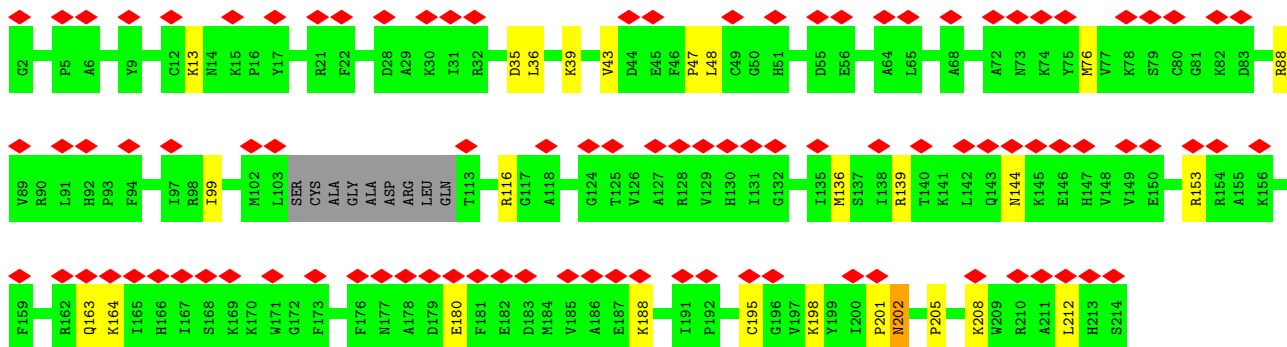 G2 P5 A6 Y9 C12 K13 N14 K15 P16 Y17 R21 F22 D28 A29 K30 I31 R32 D35 L36 K39 V43 D44 E45 F46 P47 L48 C49 G50 H51 D55 E56 A64 L65 A68 A72 N73 K74 Y75 M76 V77 K78 S79 C80 G81 K82 D83 R88
V89 R90 L91 H92 P93 F94 I97 R98 I99 M102 L103 SER CYS ALA GLY ALA ASP ARG LEU GLN T113 R116 G117 A118 G124 T125 V126 A127 R128 V129 H130 I131 G132 I135 M136 S137 I138 R139 T140 K141 L142 Q143 N144 K145 E146 H147 V148 V149 E150 R153 R154 A155 K156
F159 R162 Q163 K164 I165 H166 I167 S168 K169 K170 W171 G172 F173 F176 N177 A178 D179 E180 F181 E182 D183 M184 V185 A186 E187 K188 I191 P192 C195 G196 V197 K198 Y199 I200 P201 N202 P205 K208 W209 R210 A211 L212 H213 S214